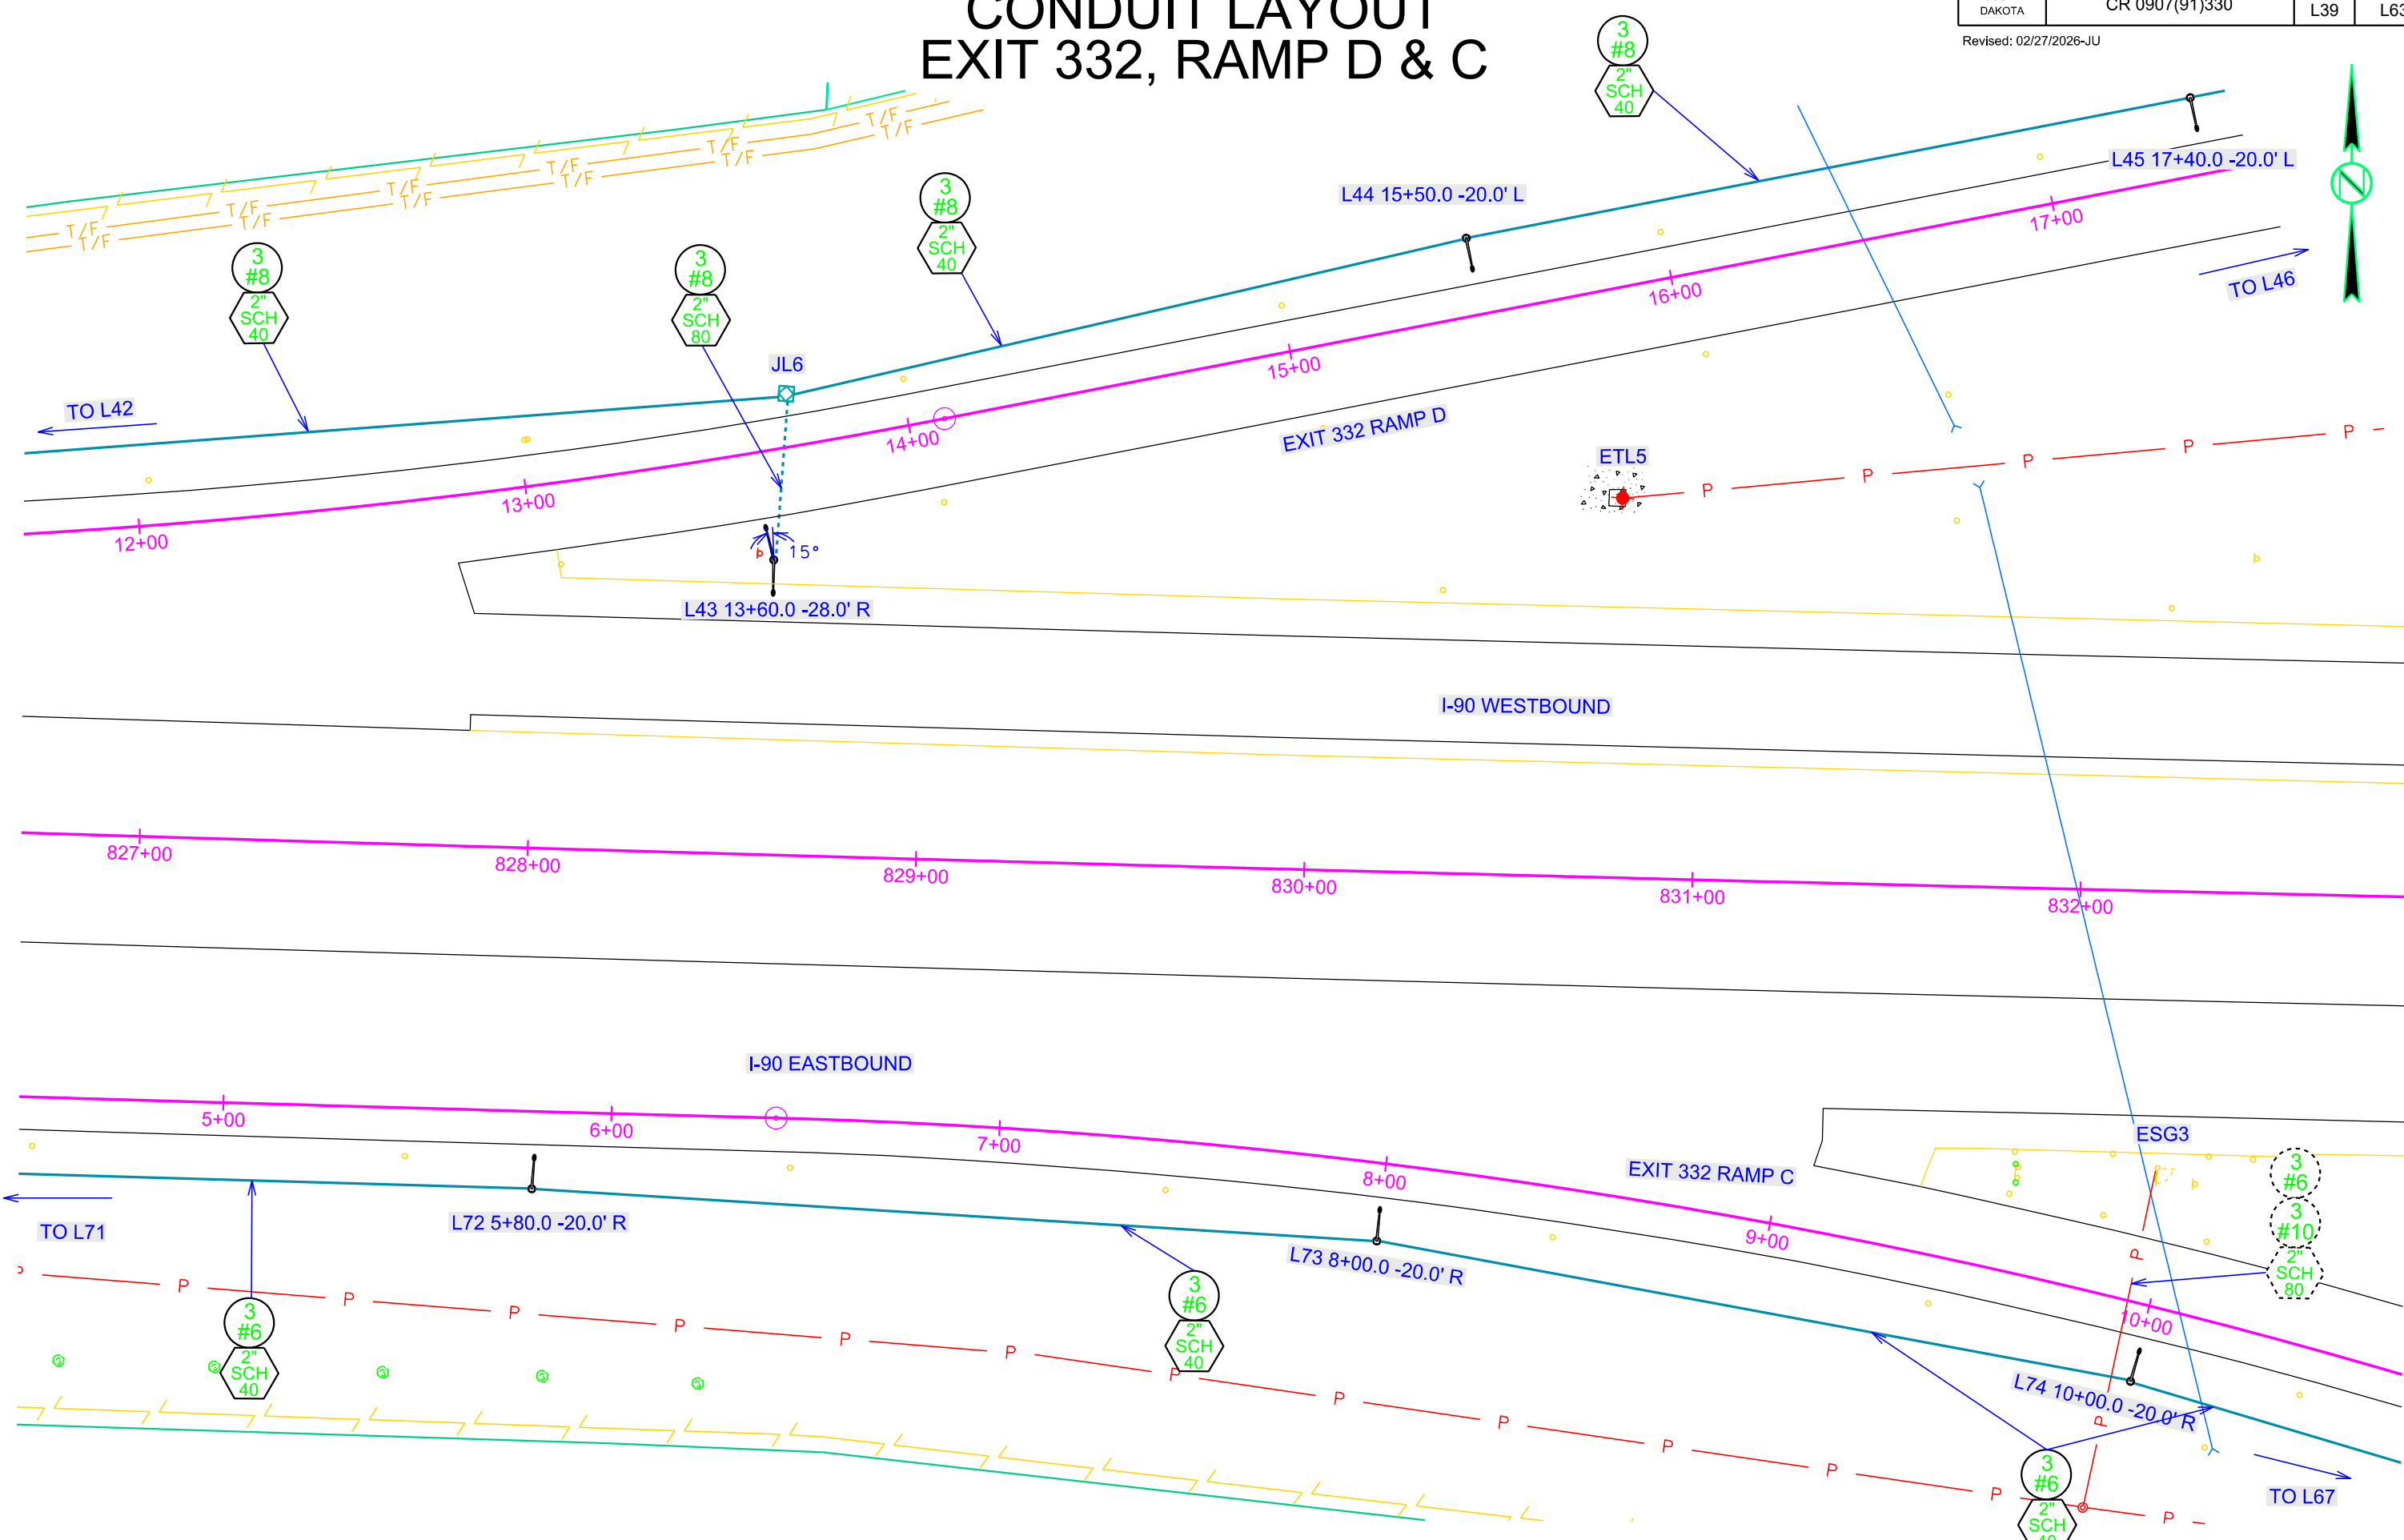 CONDUIT LAYOUT
EXIT 332, RAMP D & C
DAKOTA
CR 0907(91)330
L39
L63
Revised: 02/27/2026-JU
3
#8
2"
SCH
40
3
#8
2"
SCH
40
3
#8
2"
SCH
80
3
#8
2"
SCH
40
T/F
T/F
T/F
T/F
T/F
T/F
T/F
T/F
T/F
T/F
L44 15+50.0 -20.0' L
L45 17+40.0 -20.0' L
N
17+00
16+00
15+00
14+00
13+00
12+00
TO L46
TO L42
JL6
EXIT 332 RAMP D
ETL5
P P P P P
15°
L43 13+60.0 -28.0' R
I-90 WESTBOUND
827+00
828+00
829+00
830+00
831+00
832+00
I-90 EASTBOUND
5+00
6+00
7+00
8+00
9+00
10+00
ESG3
EXIT 332 RAMP C
3
#6
3
#10
2"
SCH
80
TO L71
L72 5+80.0 -20.0' R
L73 8+00.0 -20.0' R
L74 10+00.0 -20.0' R
P P P P P P P P P P P P P P
P
P
3
#6
2"
SCH
40
3
#6
2"
SCH
40
3
#6
2"
SCH
40
TO L67